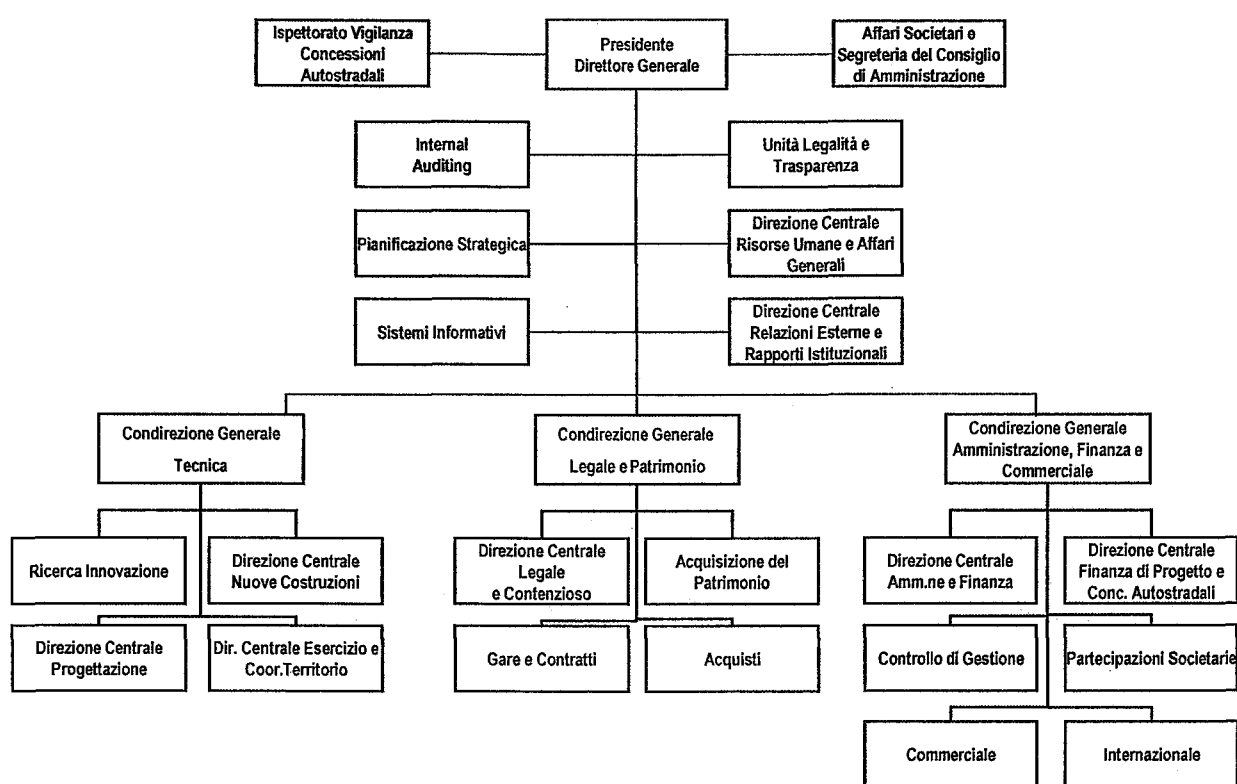 Ispettorato Vigilanza
Concessioni
Autostradali
Presidente
Direttore Generale
Affari Societari e
Segreteria del Consiglio
di Amministrazione
Internal
Auditing
Unità Legalità e
Trasparenza
Pianificazione Strategica
Direzione Centrale
Risorse Umane e Affari
Generali
Sistemi Informativi
Direzione Centrale
Relazioni Esterne e
Rapporti Istituzionali
Condirezione Generale
Tecnica
Condirezione Generale
Legale e Patrimonio
Condirezione Generale
Amministrazione, Finanza e
Commerciale
Ricerca Innovazione
Direzione Centrale
Nuove Costruzioni
Direzione Centrale
Legale
e Contenzioso
Acquisizione del
Patrimonio
Direzione Centrale
Amm.ne e Finanza
Direzione Centrale
Finanza di Progetto e
Conc. Autostradali
Direzione Centrale
Progettazione
Dir. Centrale Esercizio e
Coor.Territorio
Gare e Contratti
Acquisti
Controllo di Gestione
Partecipazioni Societarie
Commerciale
Internazionale